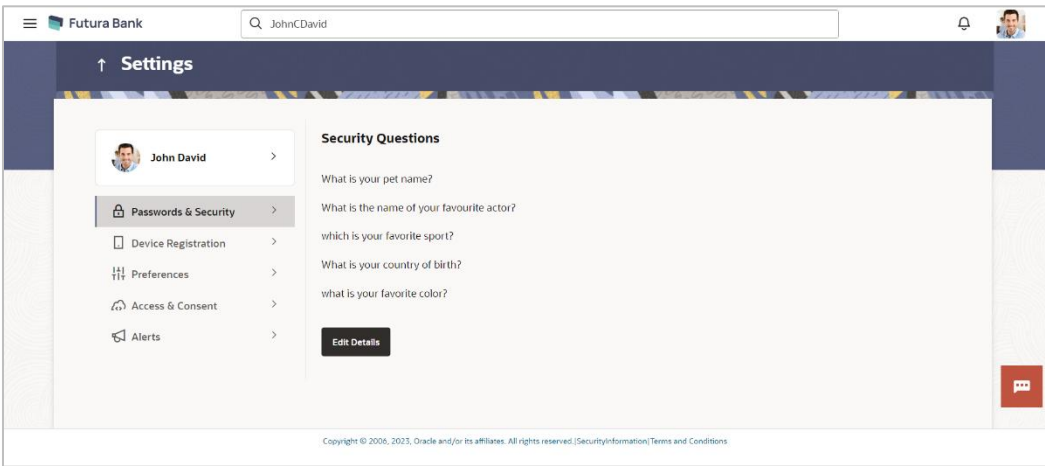 Futura Bank
JohnCDavid
↑ Settings
John David
Passwords & Security
Device Registration
Preferences
Access & Consent
Alerts
Security Questions
What is your pet name?
What is the name of your favourite actor?
which is your favorite sport?
What is your country of birth?
what is your favorite color?
Edit Details
Copyright © 2006, 2023, Oracle and/or its affiliates. All rights reserved.|SecurityInformation|Terms and Conditions